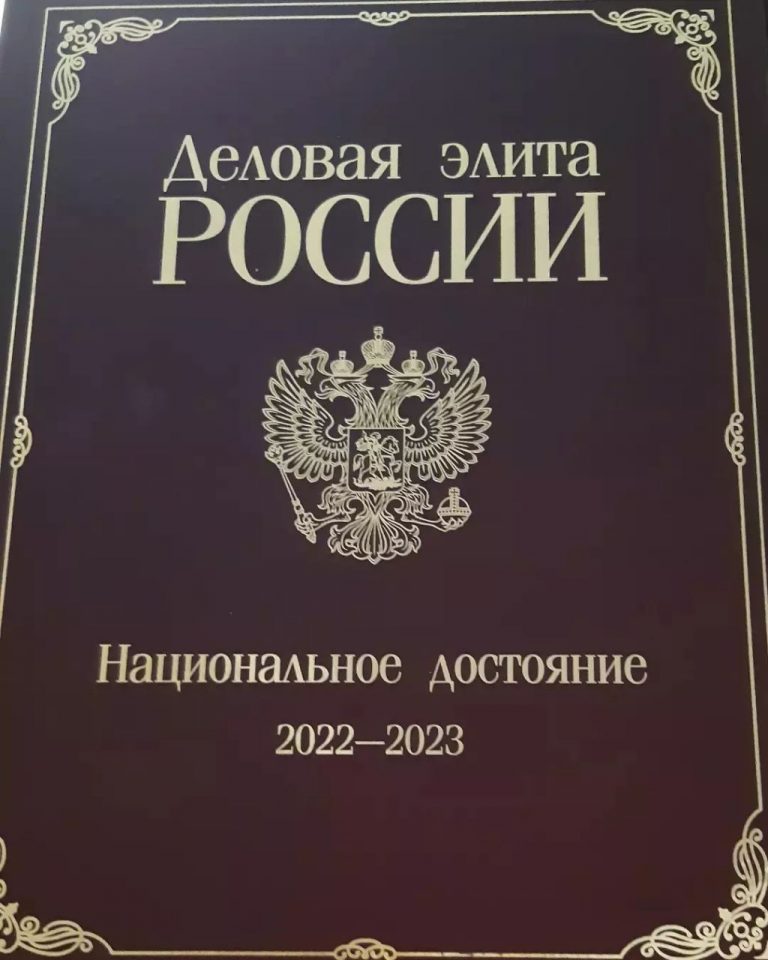 Деловая элита
РОССИИ
Национальное достояние
2022—2023